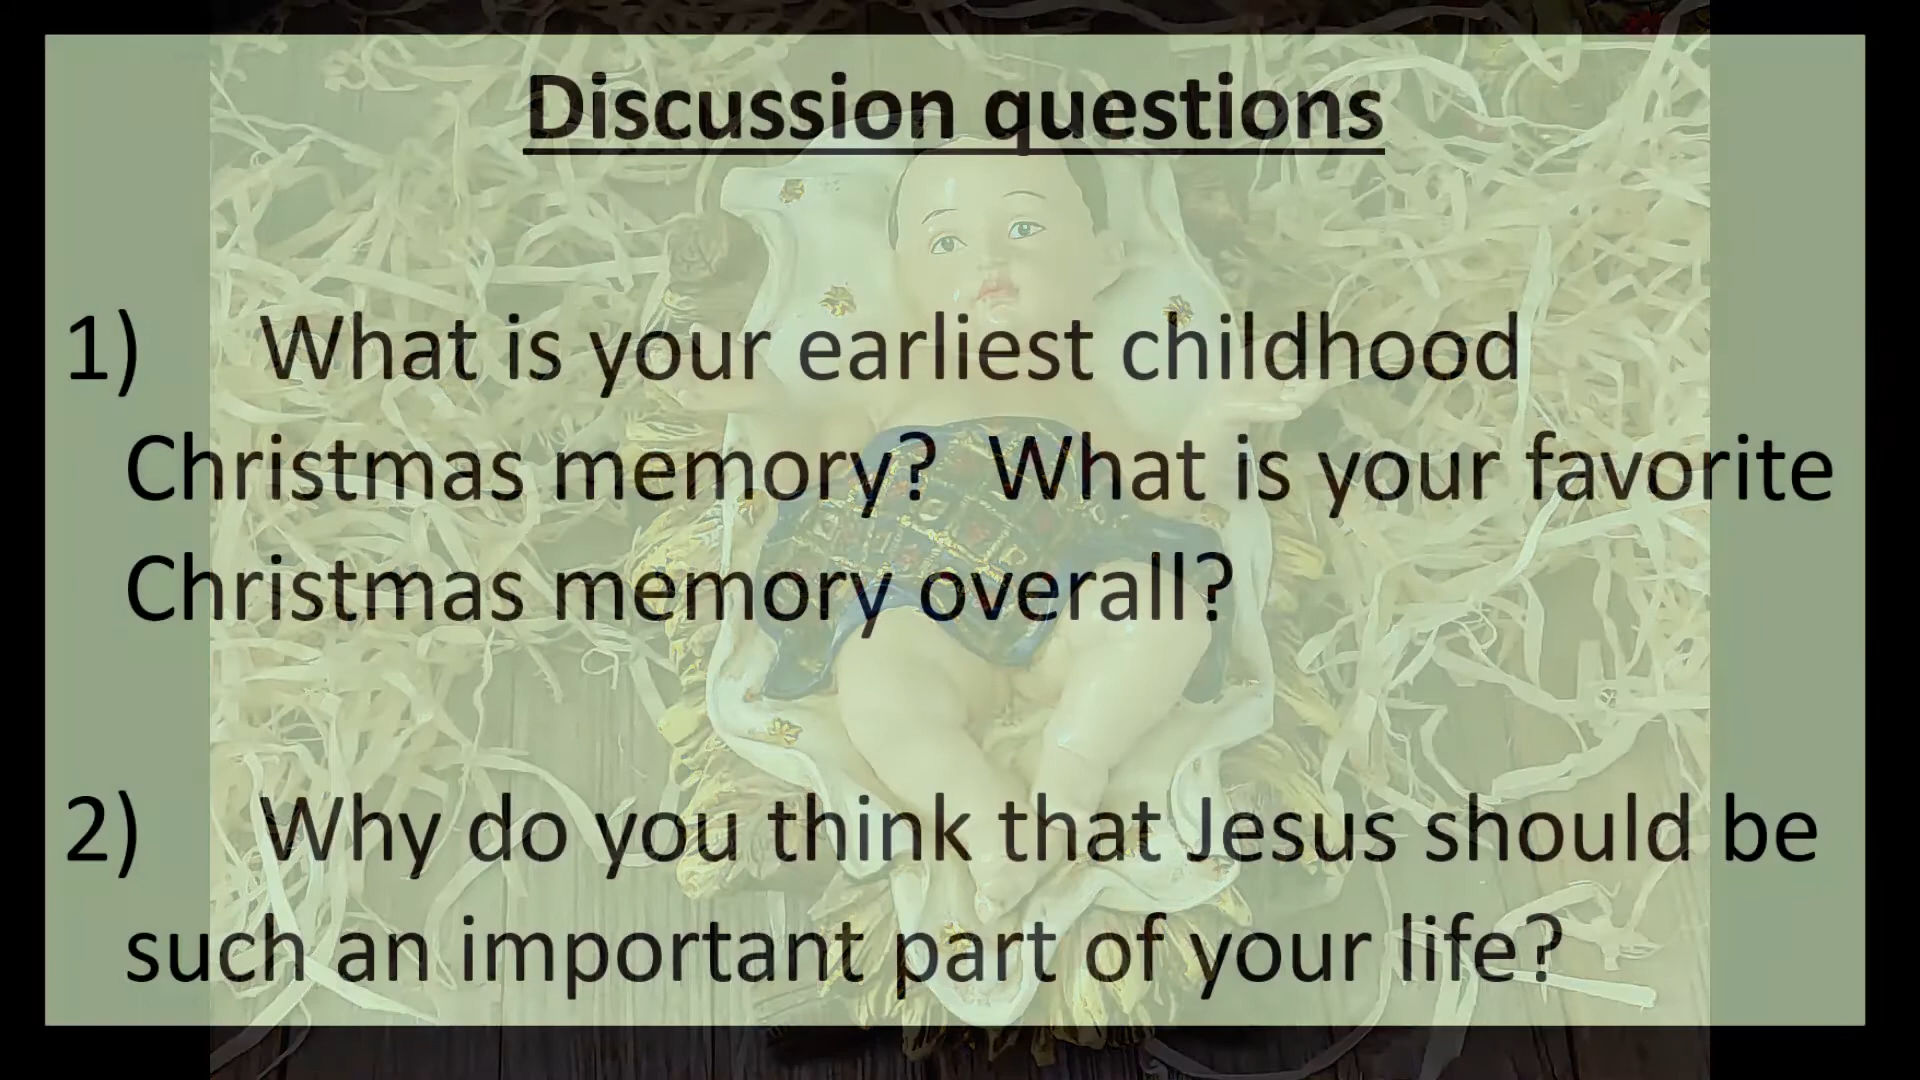 Discussion questions
1) What is your earliest childhood
Christmas memory? What is your favorite
Christmas memory overall?
2) Why do you think that Jesus should be
such an important part of your life?